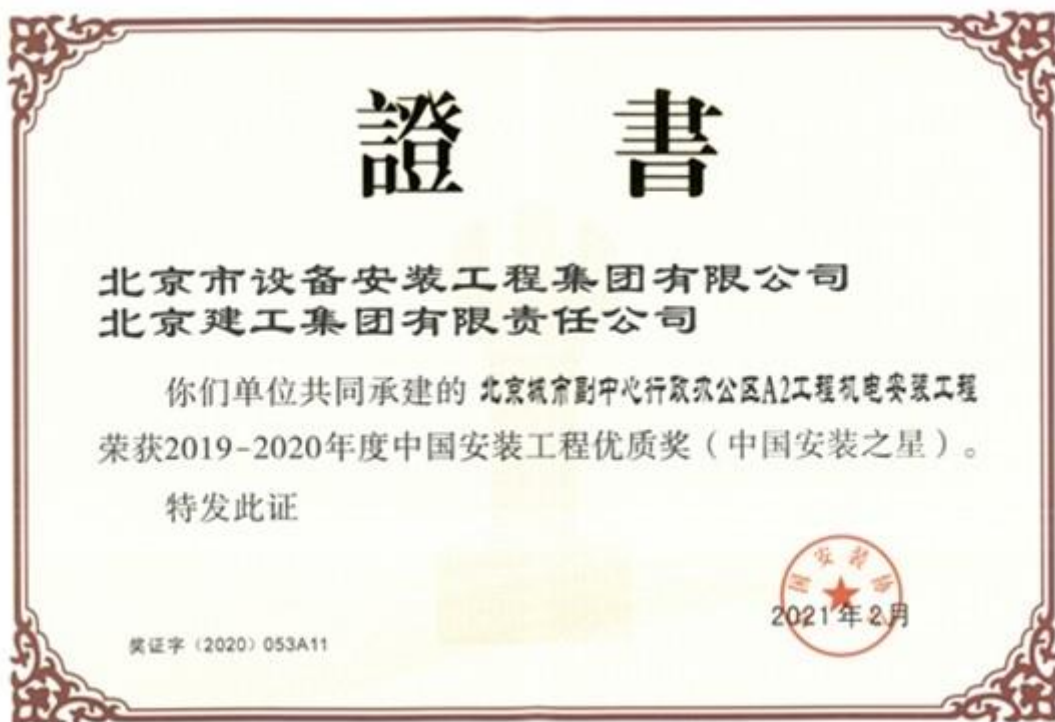 證書
北京市设备安装工程集团有限公司
北京建工集团有限责任公司
你们单位共同承建的 北京城市副中心行政办公区A2工程机电安装工程
荣获2019-2020年度中国安装工程优质奖（中国安装之星）。
特发此证
国安装协
2021年2月
奖证字（2020）053A11